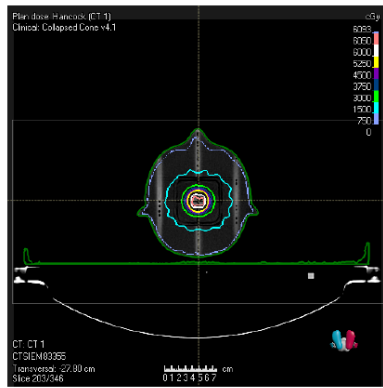 Plan dose: Hancock (CT 1)
Clinical: Collapsed Cone v4.1
cGy
6093
6050
6000
5250
4500
3750
3000
1500
750
0
CT: CT 1
CTSIEM83355
Transversal: -27.80 cm
Slice 203/346
cm
0 1 2 3 4 5 6 7